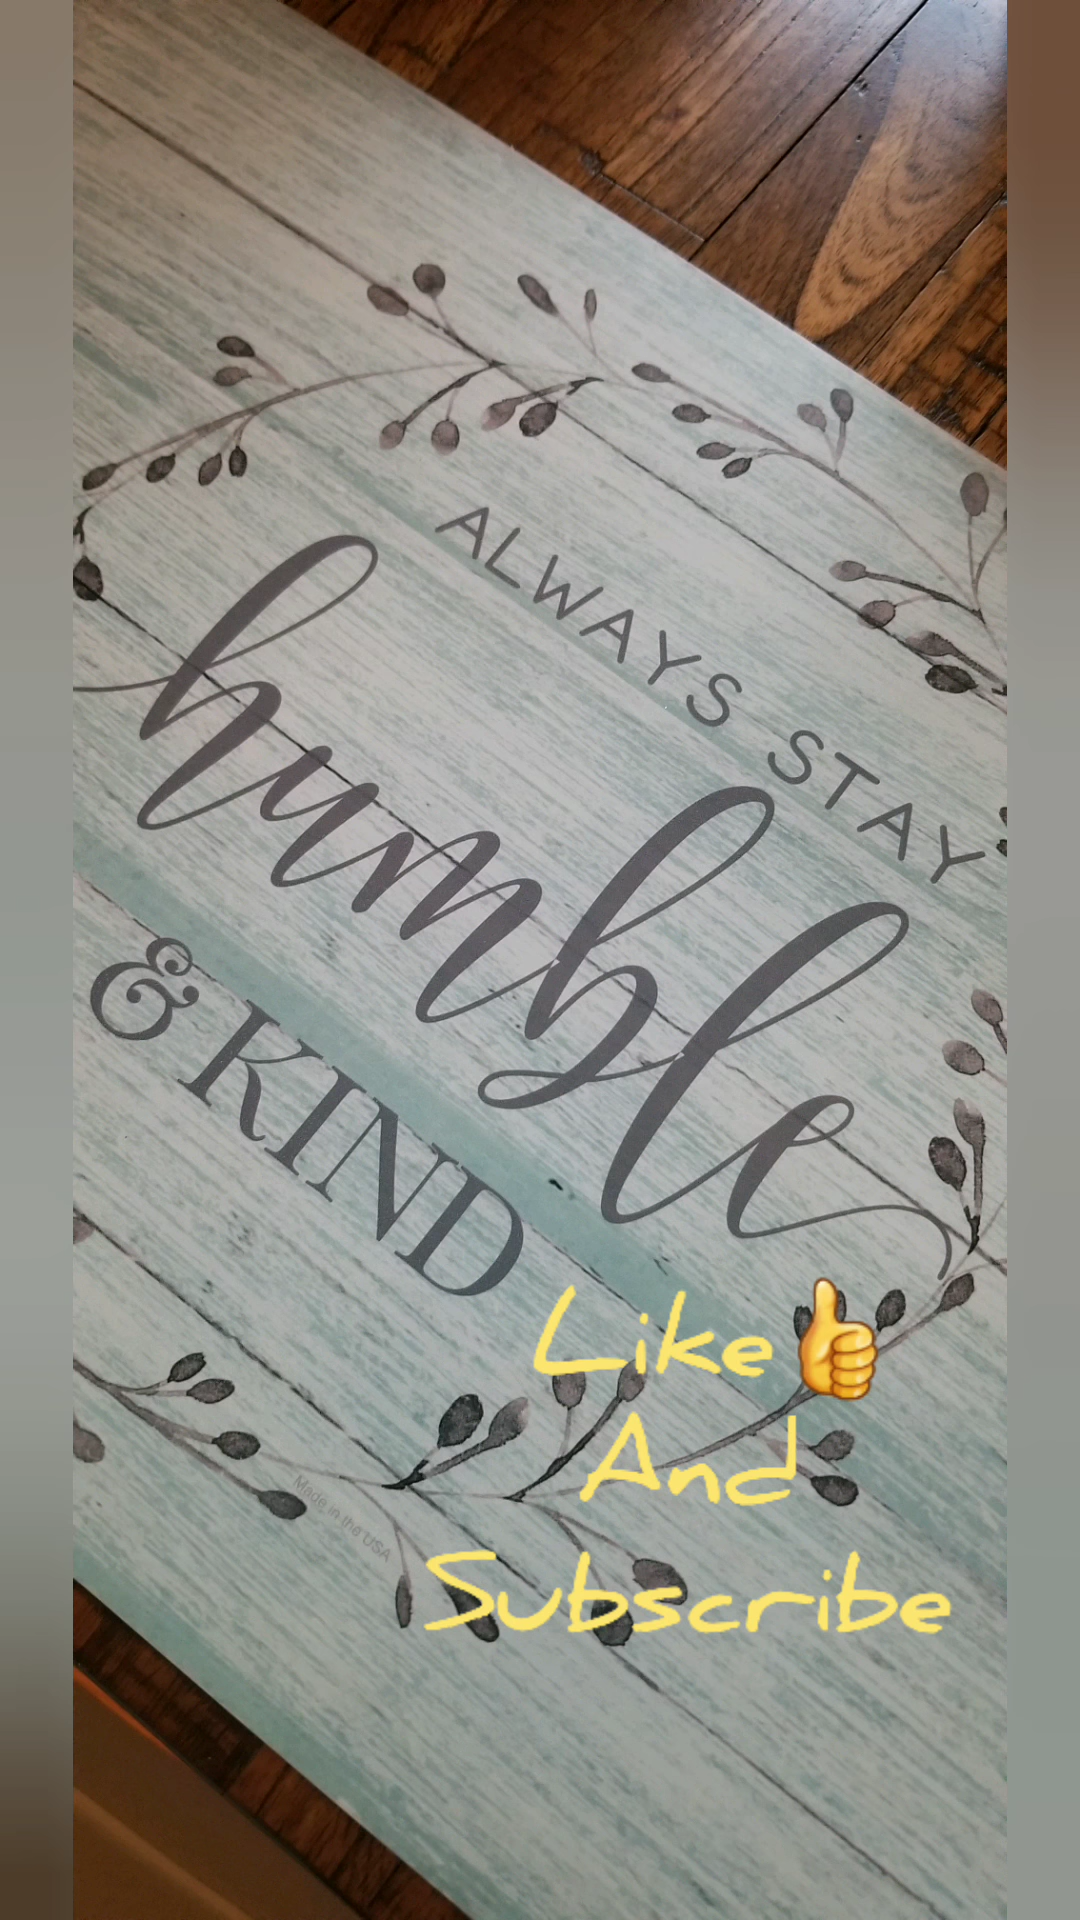 ALWAYS STAY
humble
& KIND
Like 👍
And
Subscribe
Made in the USA